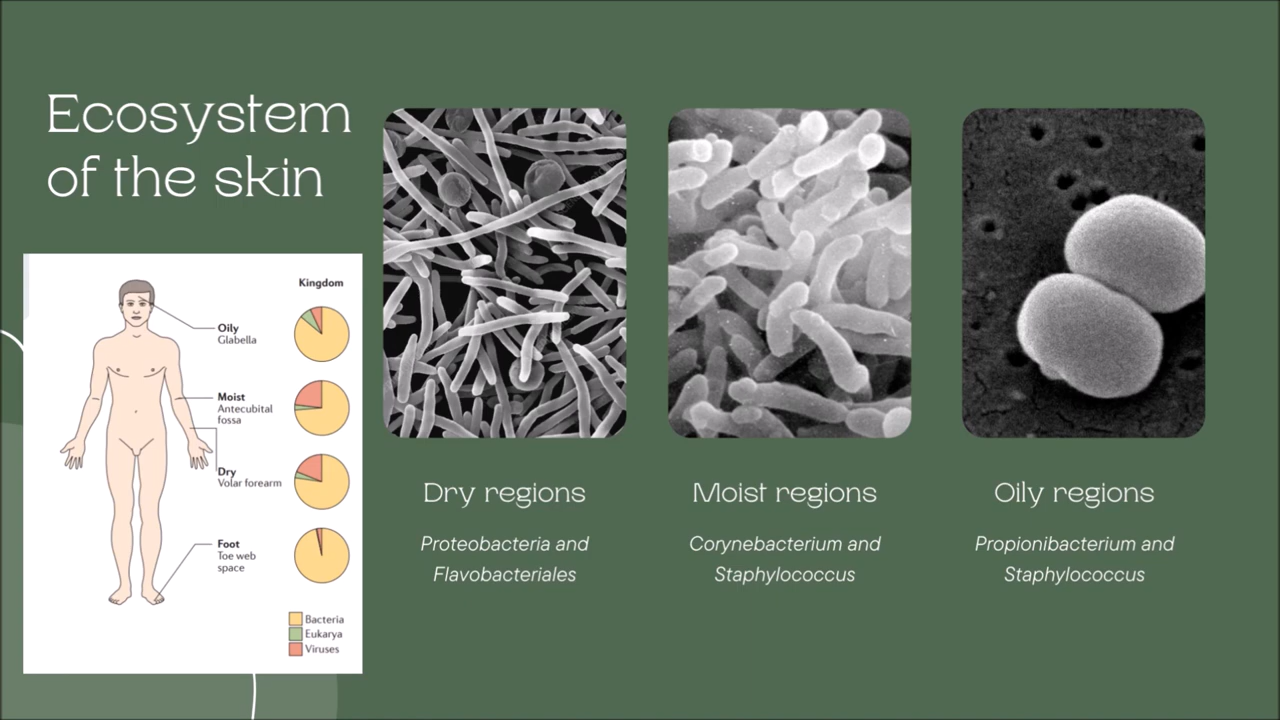 Ecosystem
of the skin
Kingdom
Oily
Glabella
Moist
Antecubital
fossa
Dry
Volar forearm
Foot
Toe web
space
Bacteria
Eukarya
Viruses
Dry regions
Proteobacteria and
Flavobacteriales
Moist regions
Corynebacterium and
Staphylococcus
Oily regions
Propionibacterium and
Staphylococcus